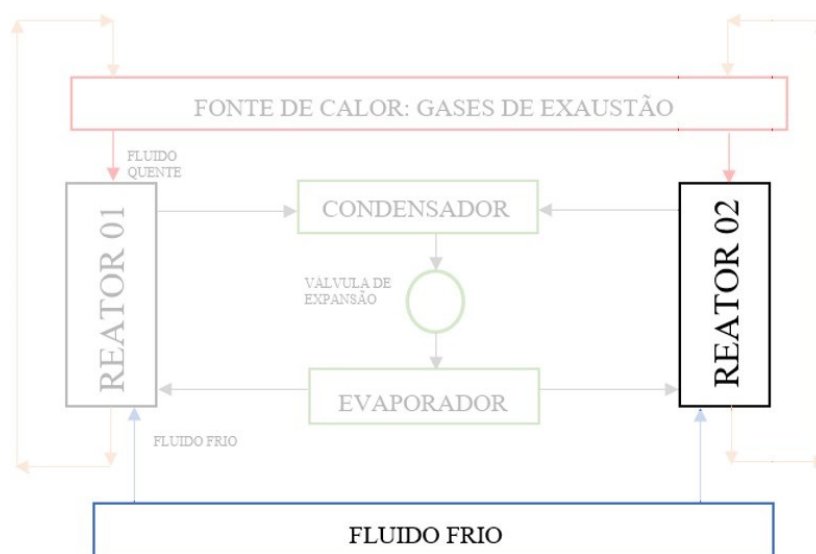 FONTE DE CALOR: GASES DE EXAUSTÃO
FLUIDO
QUENTE
REATOR 01
CONDENSADOR
REATOR 02
VÁLVULA DE
EXPANSÃO
EVAPORADOR
FLUIDO FRIO
FLUIDO FRIO